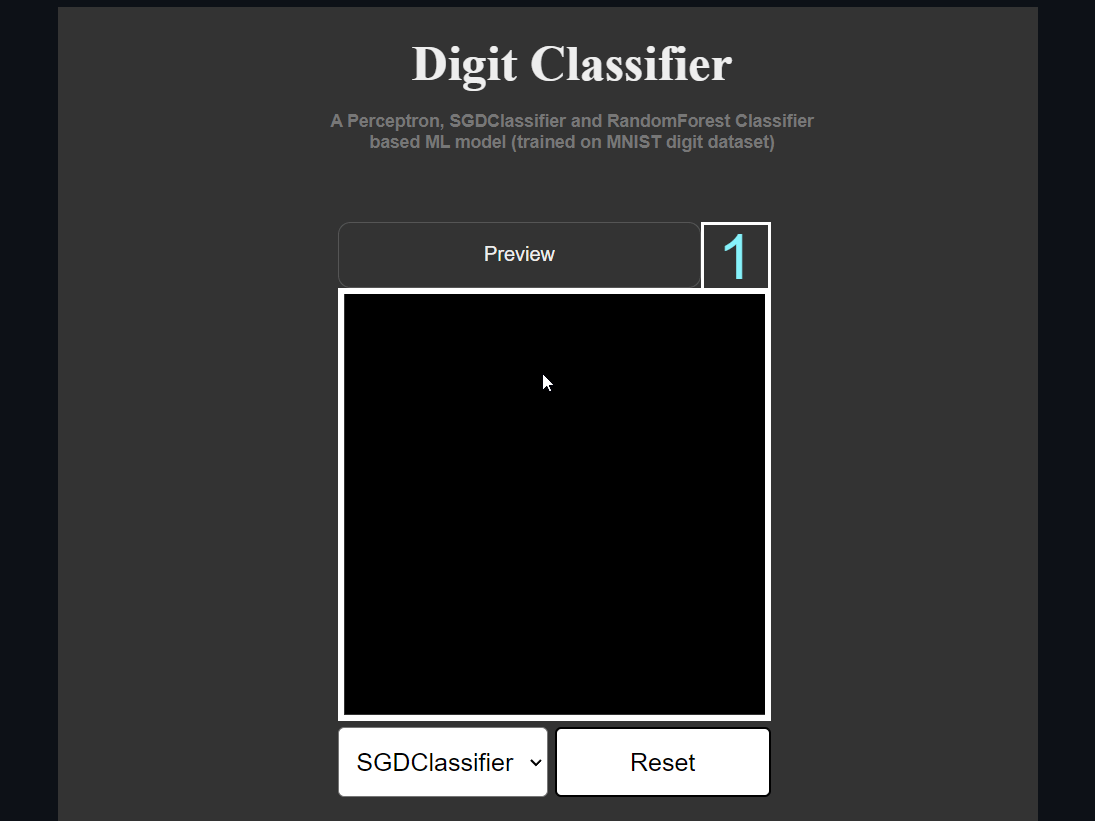 Digit Classifier
A Perceptron, SGDClassifier and RandomForest Classifier
based ML model (trained on MNIST digit dataset)
Preview
1
SGDClassifier
Reset